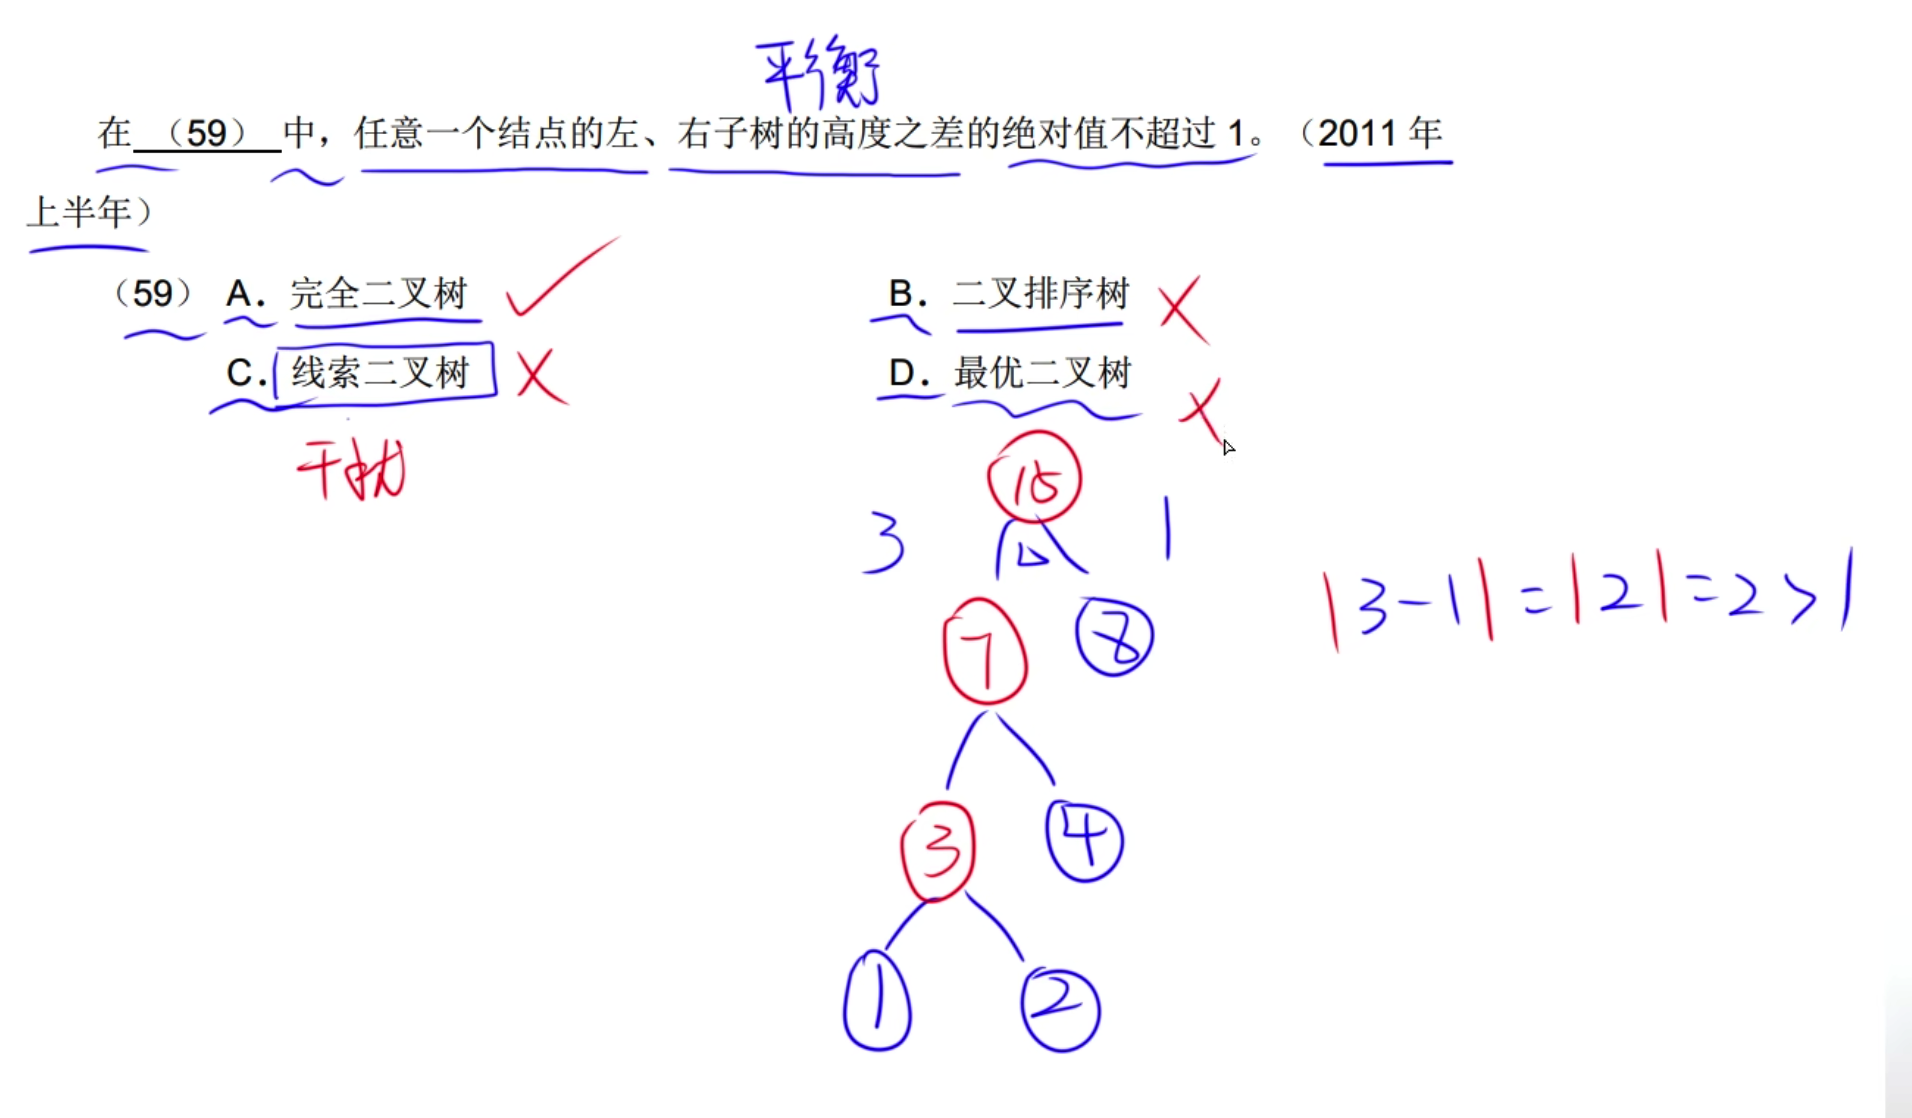 平衡
在 （59） 中，任意一个结点的左、右子树的高度之差的绝对值不超过 1。（2011 年
上半年）
（59） A．完全二叉树 B．二叉排序树
C．线索二叉树 D．最优二叉树
干扰
15
3 1
|3-1|=|2|=2>1
7 8
3 4
1 2